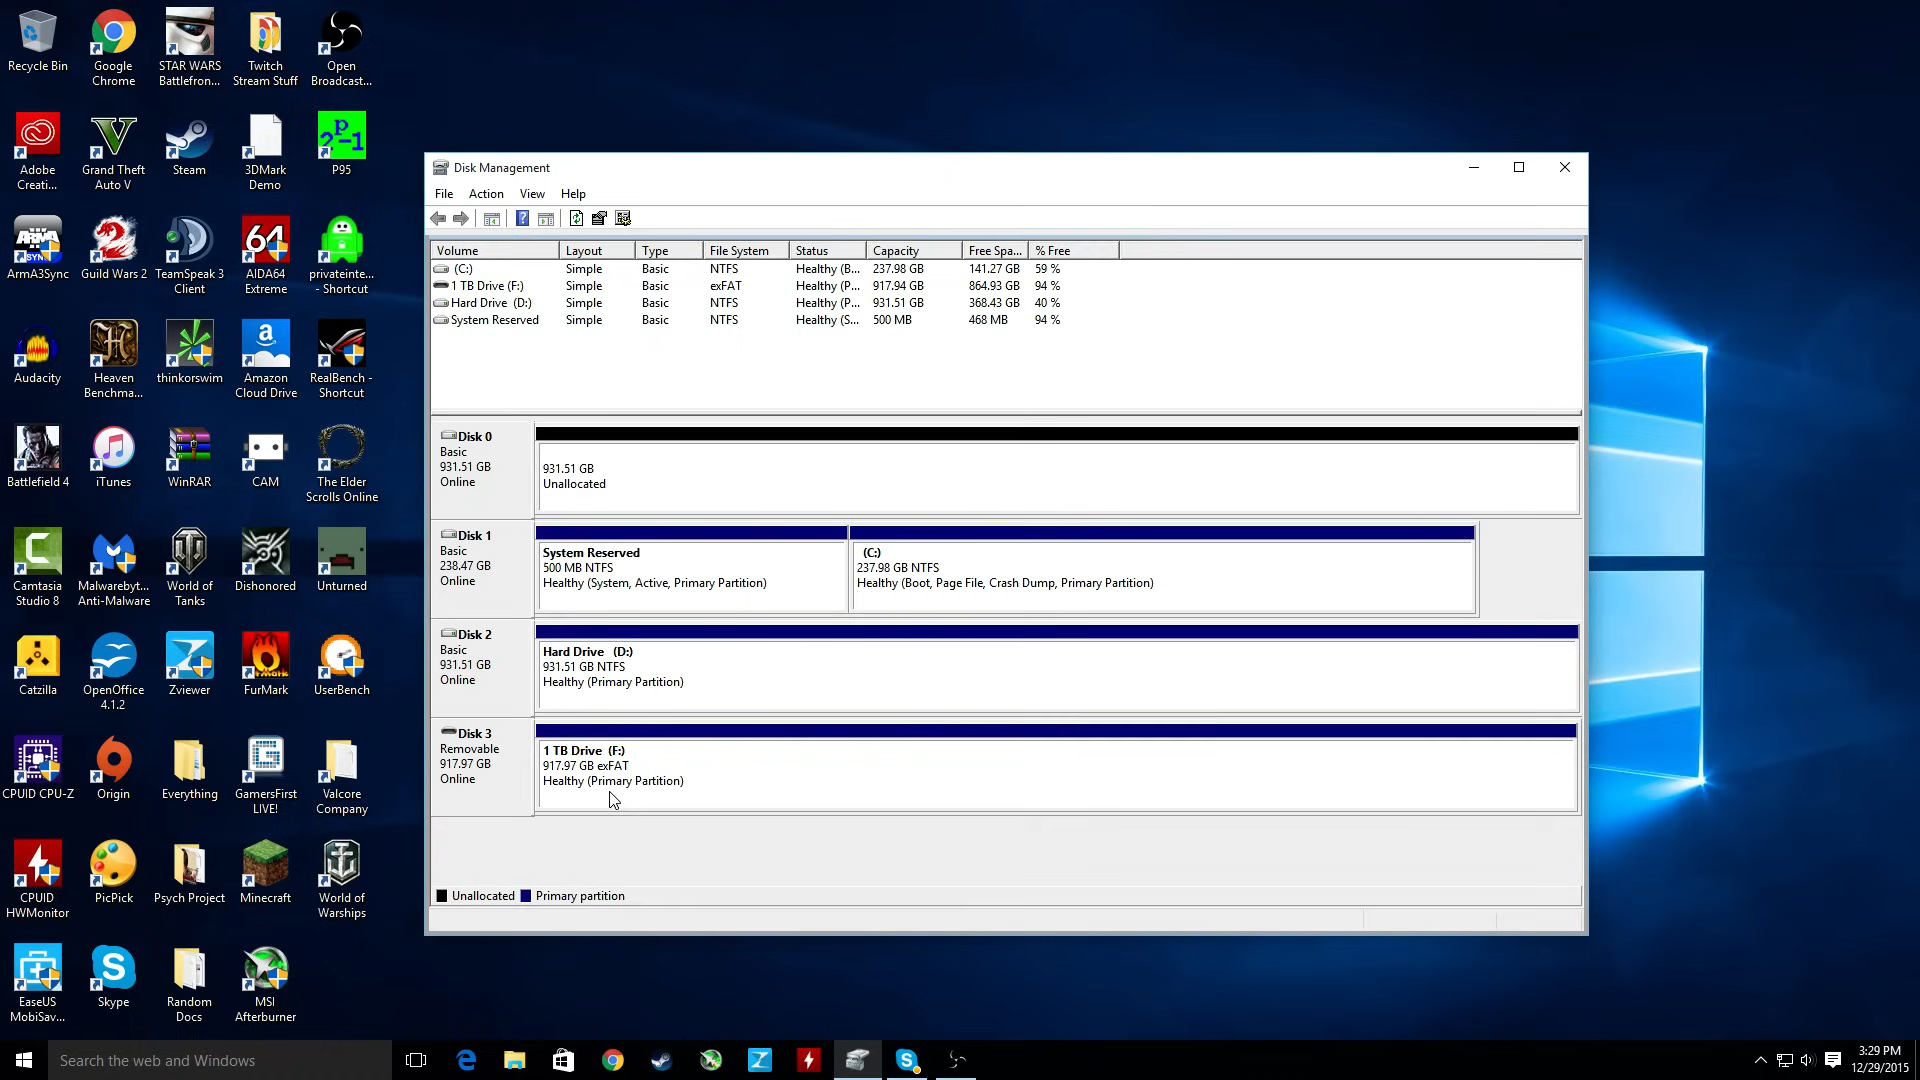 Recycle Bin
Google
Chrome
STAR WARS
Battlefron...
Twitch
Stream Stuff
Open
Broadcast...
Adobe
Creati...
Grand Theft
Auto V
Steam
3DMark
Demo
2^p-1
P95
ArmA3Sync
Guild Wars 2
TeamSpeak 3
Client
64
AIDA64
Extreme
privateinte...
- Shortcut
Audacity
Heaven
Benchma...
thinkorswim
Amazon
Cloud Drive
RealBench -
Shortcut
Battlefield 4
iTunes
WinRAR
CAM
The Elder
Scrolls Online
Camtasia
Studio 8
Malwarebyt...
Anti-Malware
World of
Tanks
Dishonored
Unturned
Catzilla
OpenOffice
4.1.2
Zviewer
FurMark
UserBench
CPUID CPU-Z
Origin
Everything
GamersFirst
LIVE!
Valcore
Company
CPUID
HWMonitor
PicPick
Psych Project
Minecraft
World of
Warships
EaseUS
MobiSav...
Skype
Random
Docs
MSI
Afterburner
Disk Management
File Action View Help
Volume Layout Type File System Status Capacity Free Spa... % Free
(C:) Simple Basic NTFS Healthy (B... 237.98 GB 141.27 GB 59 %
1 TB Drive (F:) Simple Basic exFAT Healthy (P... 917.94 GB 864.93 GB 94 %
Hard Drive (D:) Simple Basic NTFS Healthy (P... 931.51 GB 368.43 GB 40 %
System Reserved Simple Basic NTFS Healthy (S... 500 MB 468 MB 94 %
Disk 0
Basic
931.51 GB
Online
931.51 GB
Unallocated
Disk 1
Basic
238.47 GB
Online
System Reserved
500 MB NTFS
Healthy (System, Active, Primary Partition)
(C:)
237.98 GB NTFS
Healthy (Boot, Page File, Crash Dump, Primary Partition)
Disk 2
Basic
931.51 GB
Online
Hard Drive (D:)
931.51 GB NTFS
Healthy (Primary Partition)
Disk 3
Removable
917.97 GB
Online
1 TB Drive (F:)
917.97 GB exFAT
Healthy (Primary Partition)
Unallocated Primary partition
Search the web and Windows
3:29 PM
12/29/2015